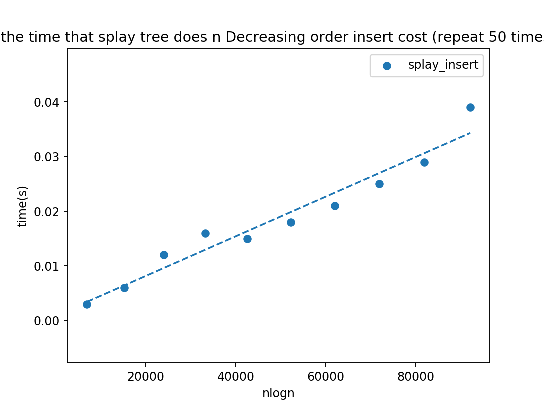 the time that splay tree does n Decreasing order insert cost (repeat 50 time
splay_insert
0.04
0.03
0.02
0.01
0.00
time(s)
20000 40000 60000 80000
nlogn